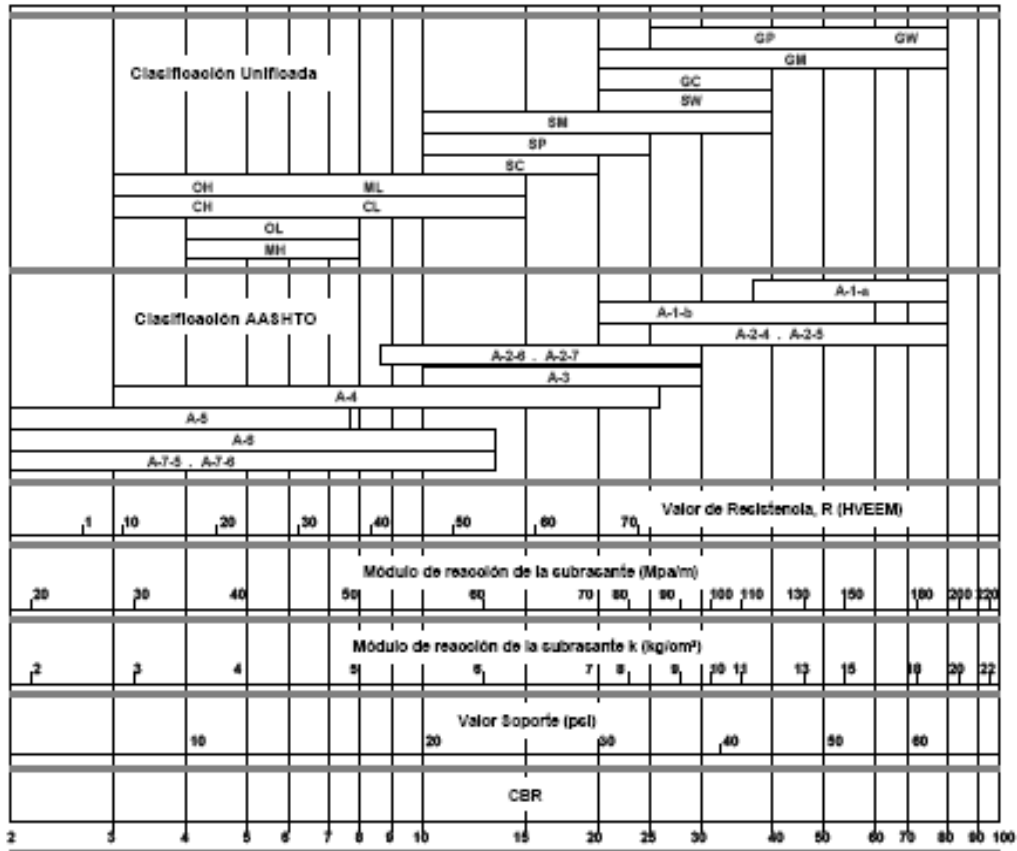 GP GW
GM
Clasificación Unificada
GC
SW
SM
SP
SC
OH ML
CH CL
OL
MH
A-1-a
Clasificación AASHTO
A-1-b
A-2-4 . A-2-5
A-2-6 . A-2-7
A-3
A-4
A-5
A-6
A-7-5 . A-7-6
Valor de Resistencia, R (HVEEM)
1 10 20 30 40 50 60 70
Módulo de reacción de la subrasante (Mpa/m)
20 30 40 50 60 70 80 90 100 110 130 150 180 200 220
Módulo de reacción de la subrasante k (kg/cm³)
2 3 4 5 6 7 8 9 10 11 13 15 18 20 22
Valor Soporte (psi)
10 20 30 40 50 60
CBR
2 3 4 5 6 7 8 9 10 15 20 25 30 40 50 60 70 80 90 100